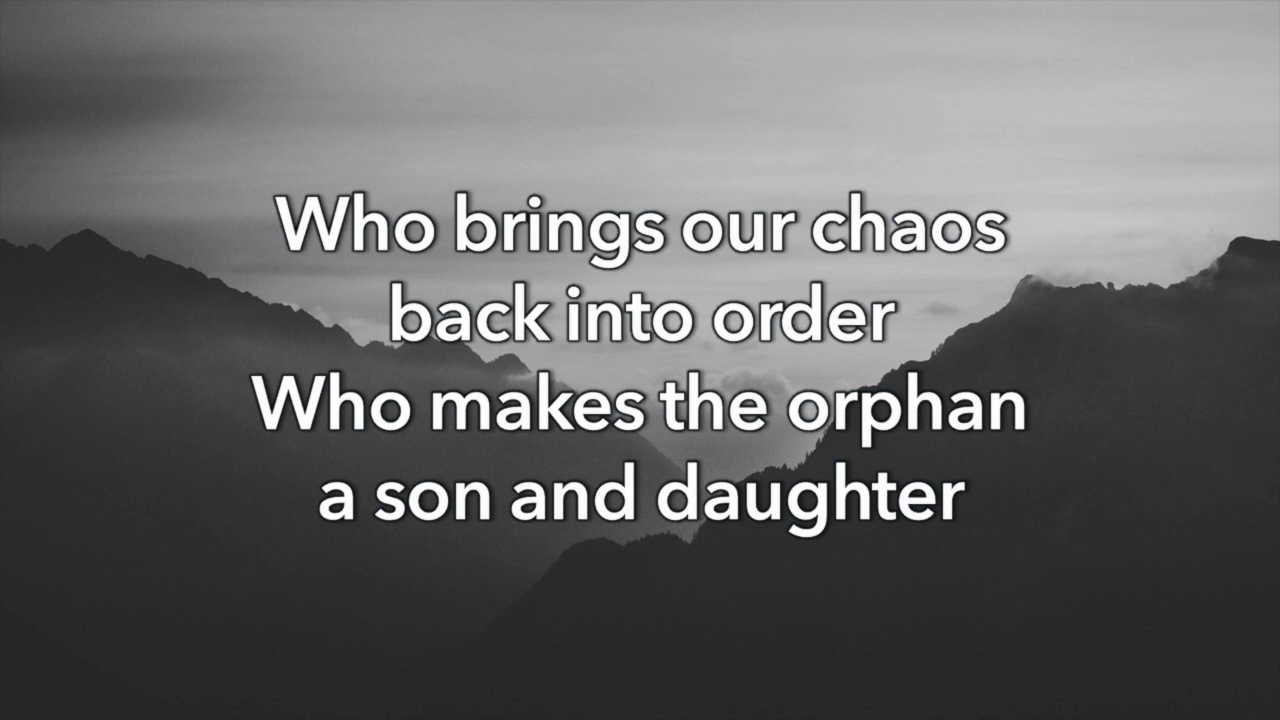 Who brings our chaos
back into order
Who makes the orphan
a son and daughter